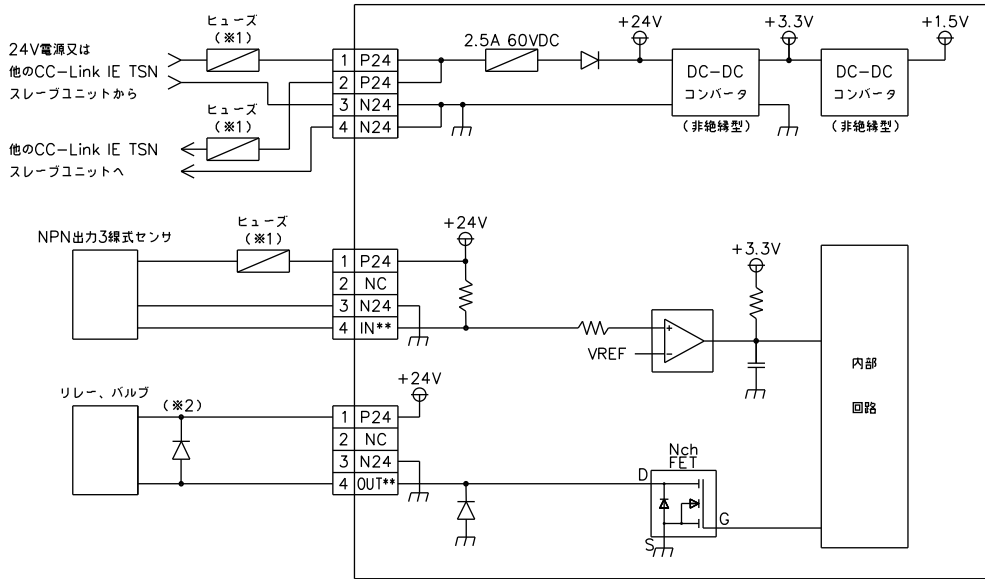 24V電源又は
他のCC-Link IE TSN
スレーブユニットから
ヒューズ
(※1)
1 P24
2 P24
3 N24
4 N24
2.5A 60VDC
+24V
DC-DC
コンバータ
(非絶縁型)
+3.3V
DC-DC
コンバータ
(非絶縁型)
+1.5V
ヒューズ
(※1)
他のCC-Link IE TSN
スレーブユニットへ
NPN出力3線式センサ
ヒューズ
(※1)
1 P24
2 NC
3 N24
4 IN**
+24V
VREF
+
-
+3.3V
内部
回路
リレー、バルブ
(※2)
1 P24
2 NC
3 N24
4 OUT**
+24V
Nch
FET
D
G
S